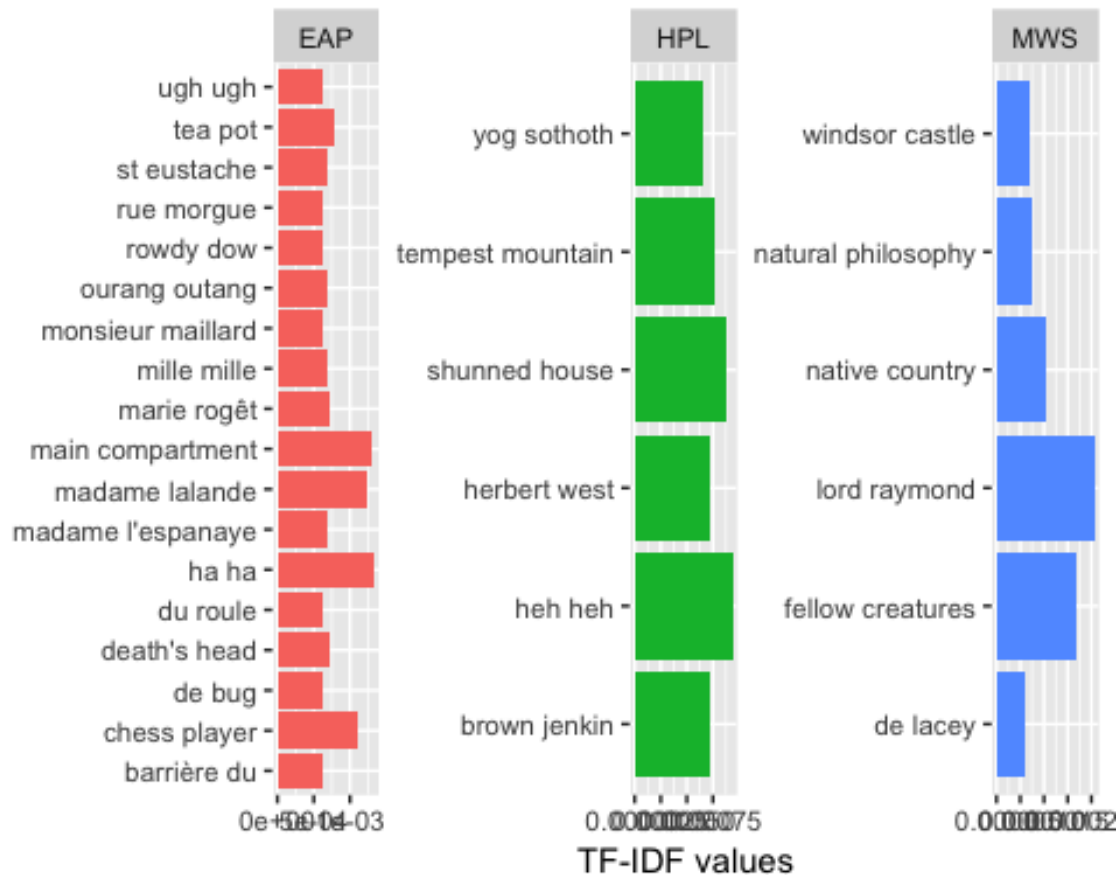 EAP
HPL
MWS
ugh ugh
tea pot
st eustache
rue morgue
rowdy dow
ourang outang
monsieur maillard
mille mille
marie rogêt
main compartment
madame lalande
madame l'espanaye
ha ha
du roule
death's head
de bug
chess player
barrière du
yog sothoth
tempest mountain
shunned house
herbert west
heh heh
brown jenkin
windsor castle
natural philosophy
native country
lord raymond
fellow creatures
de lacey
TF-IDF values